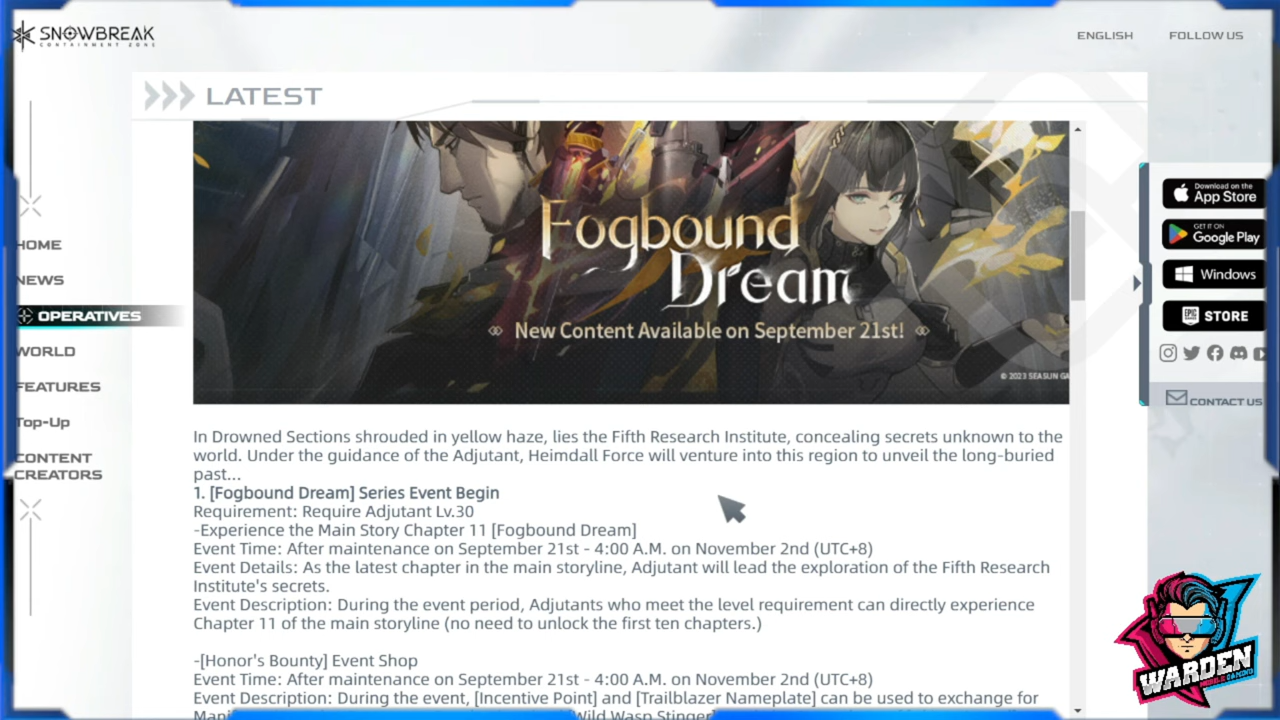 SNOWBREAK
CONTAINMENT ZONE
ENGLISH
FOLLOW US
LATEST
Fogbound
Dream
New Content Available on September 21st!
© 2023 SEASUN GA
HOME
NEWS
OPERATIVES
WORLD
FEATURES
Top-Up
CONTENT
CREATORS
Download on the
App Store
GET IT ON
Google Play
Windows
EPIC
GAMES
STORE
CONTACT US
In Drowned Sections shrouded in yellow haze, lies the Fifth Research Institute, concealing secrets unknown to the
world. Under the guidance of the Adjutant, Heimdall Force will venture into this region to unveil the long-buried
past...
1. [Fogbound Dream] Series Event Begin
Requirement: Require Adjutant Lv.30
-Experience the Main Story Chapter 11 [Fogbound Dream]
Event Time: After maintenance on September 21st - 4:00 A.M. on November 2nd (UTC+8)
Event Details: As the latest chapter in the main storyline, Adjutant will lead the exploration of the Fifth Research
Institute's secrets.
Event Description: During the event period, Adjutants who meet the level requirement can directly experience
Chapter 11 of the main storyline (no need to unlock the first ten chapters.)
-[Honor's Bounty] Event Shop
Event Time: After maintenance on September 21st - 4:00 A.M. on November 2nd (UTC+8)
Event Description: During the event, [Incentive Point] and [Trailblazer Nameplate] can be used to exchange for
Wild Wasp Stinger]
WARDEN
MOBILE GAMING